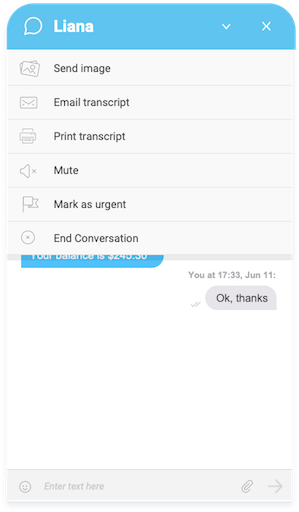 Liana
Send image
Email transcript
Print transcript
Mute
Mark as urgent
End Conversation
Your balance is $245.30
You at 17:33, Jun 11:
Ok, thanks
Enter text here